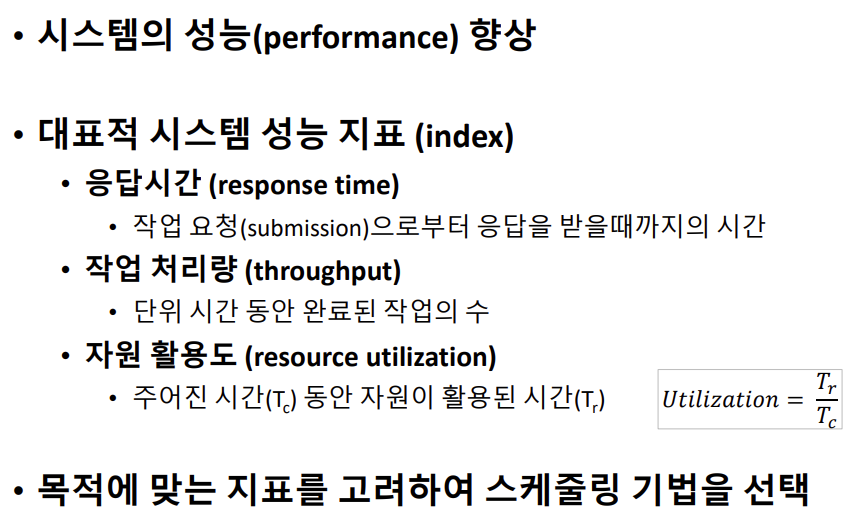 • 시스템의 성능(performance) 향상
• 대표적 시스템 성능 지표 (index)
• 응답시간 (response time)
• 작업 요청(submission)으로부터 응답을 받을때까지의 시간
• 작업 처리량 (throughput)
• 단위 시간 동안 완료된 작업의 수
• 자원 활용도 (resource utilization)
• 주어진 시간(Tc) 동안 자원이 활용된 시간(Tr)
Utilization = Tr/Tc
• 목적에 맞는 지표를 고려하여 스케줄링 기법을 선택